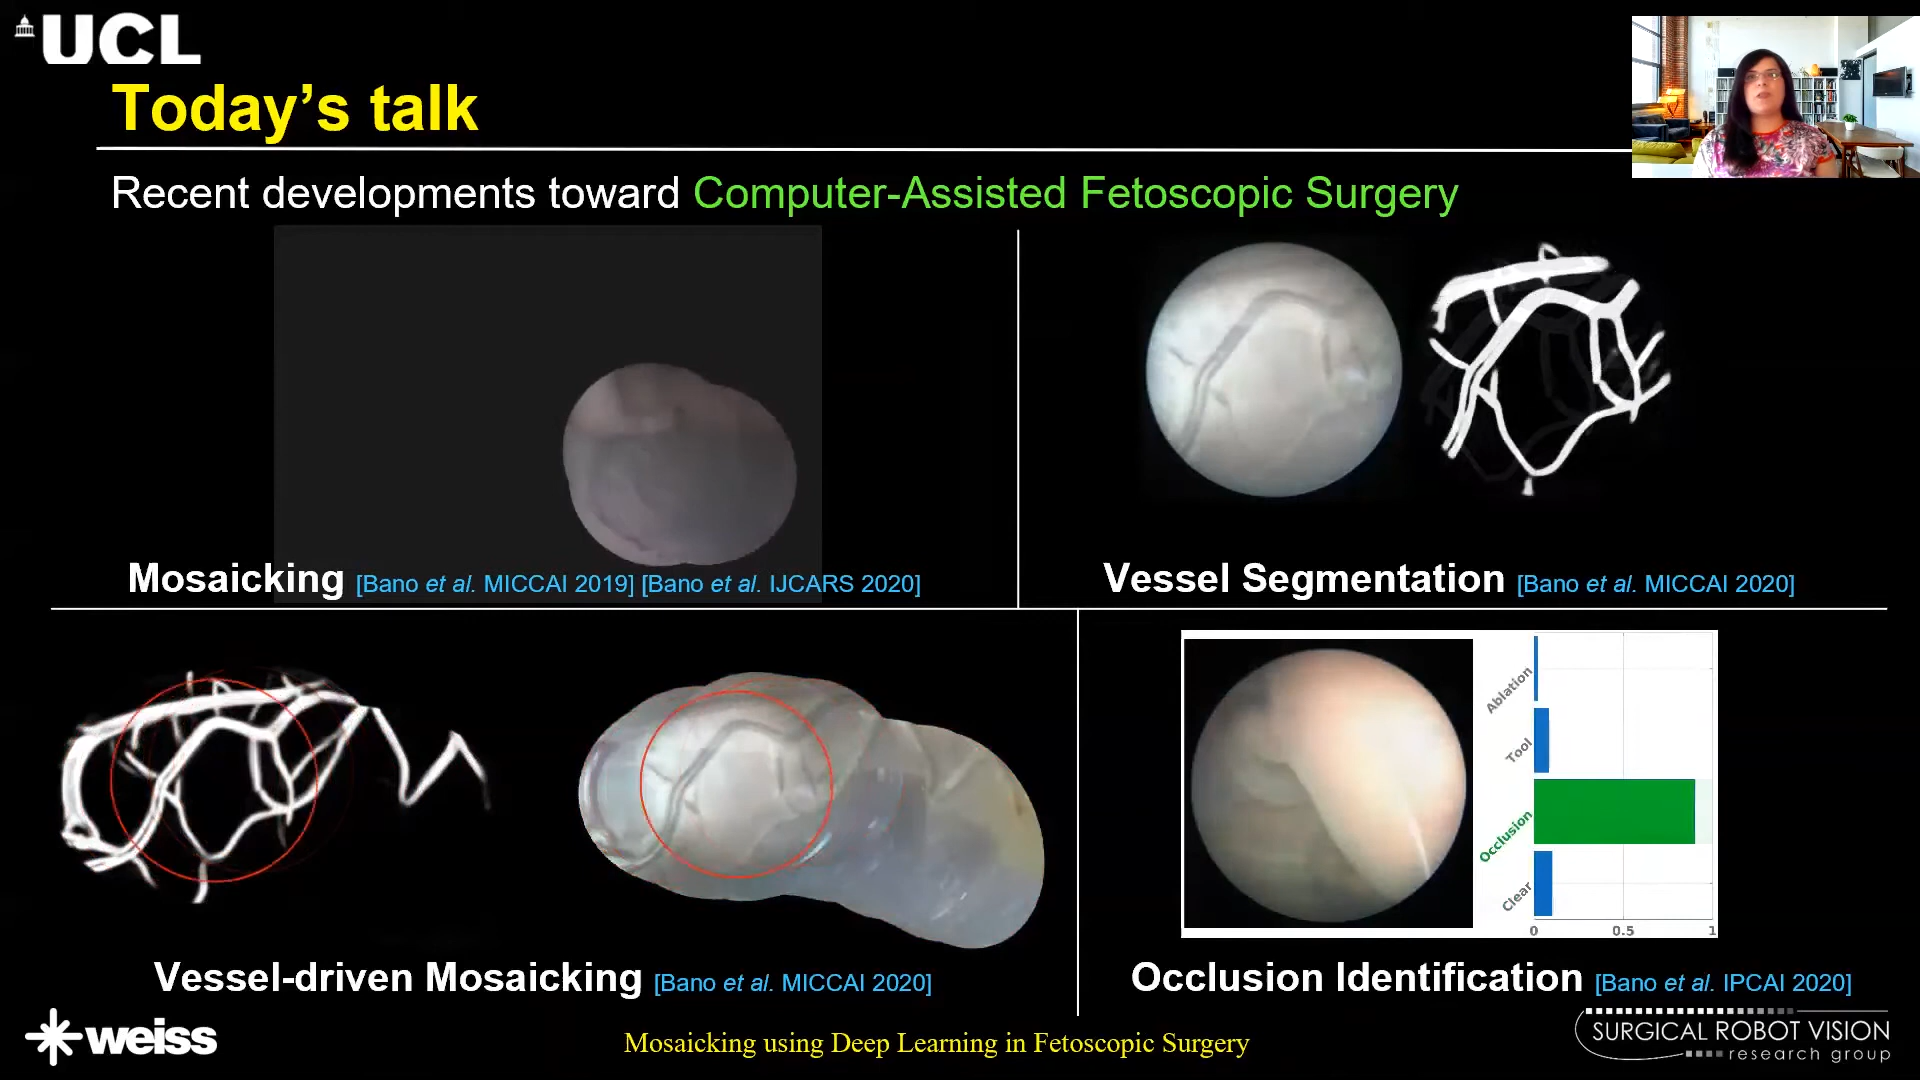 UCL
Today's talk
Recent developments toward Computer-Assisted Fetoscopic Surgery
Mosaicking [Bano et al. MICCAI 2019] [Bano et al. IJCARS 2020]
Vessel Segmentation [Bano et al. MICCAI 2020]
Ablation
Tool
Occlusion
Clear
0 0.5 1
Vessel-driven Mosaicking [Bano et al. MICCAI 2020]
Occlusion Identification [Bano et al. IPCAI 2020]
weiss
Mosaicking using Deep Learning in Fetoscopic Surgery
SURGICAL ROBOT VISION
research group